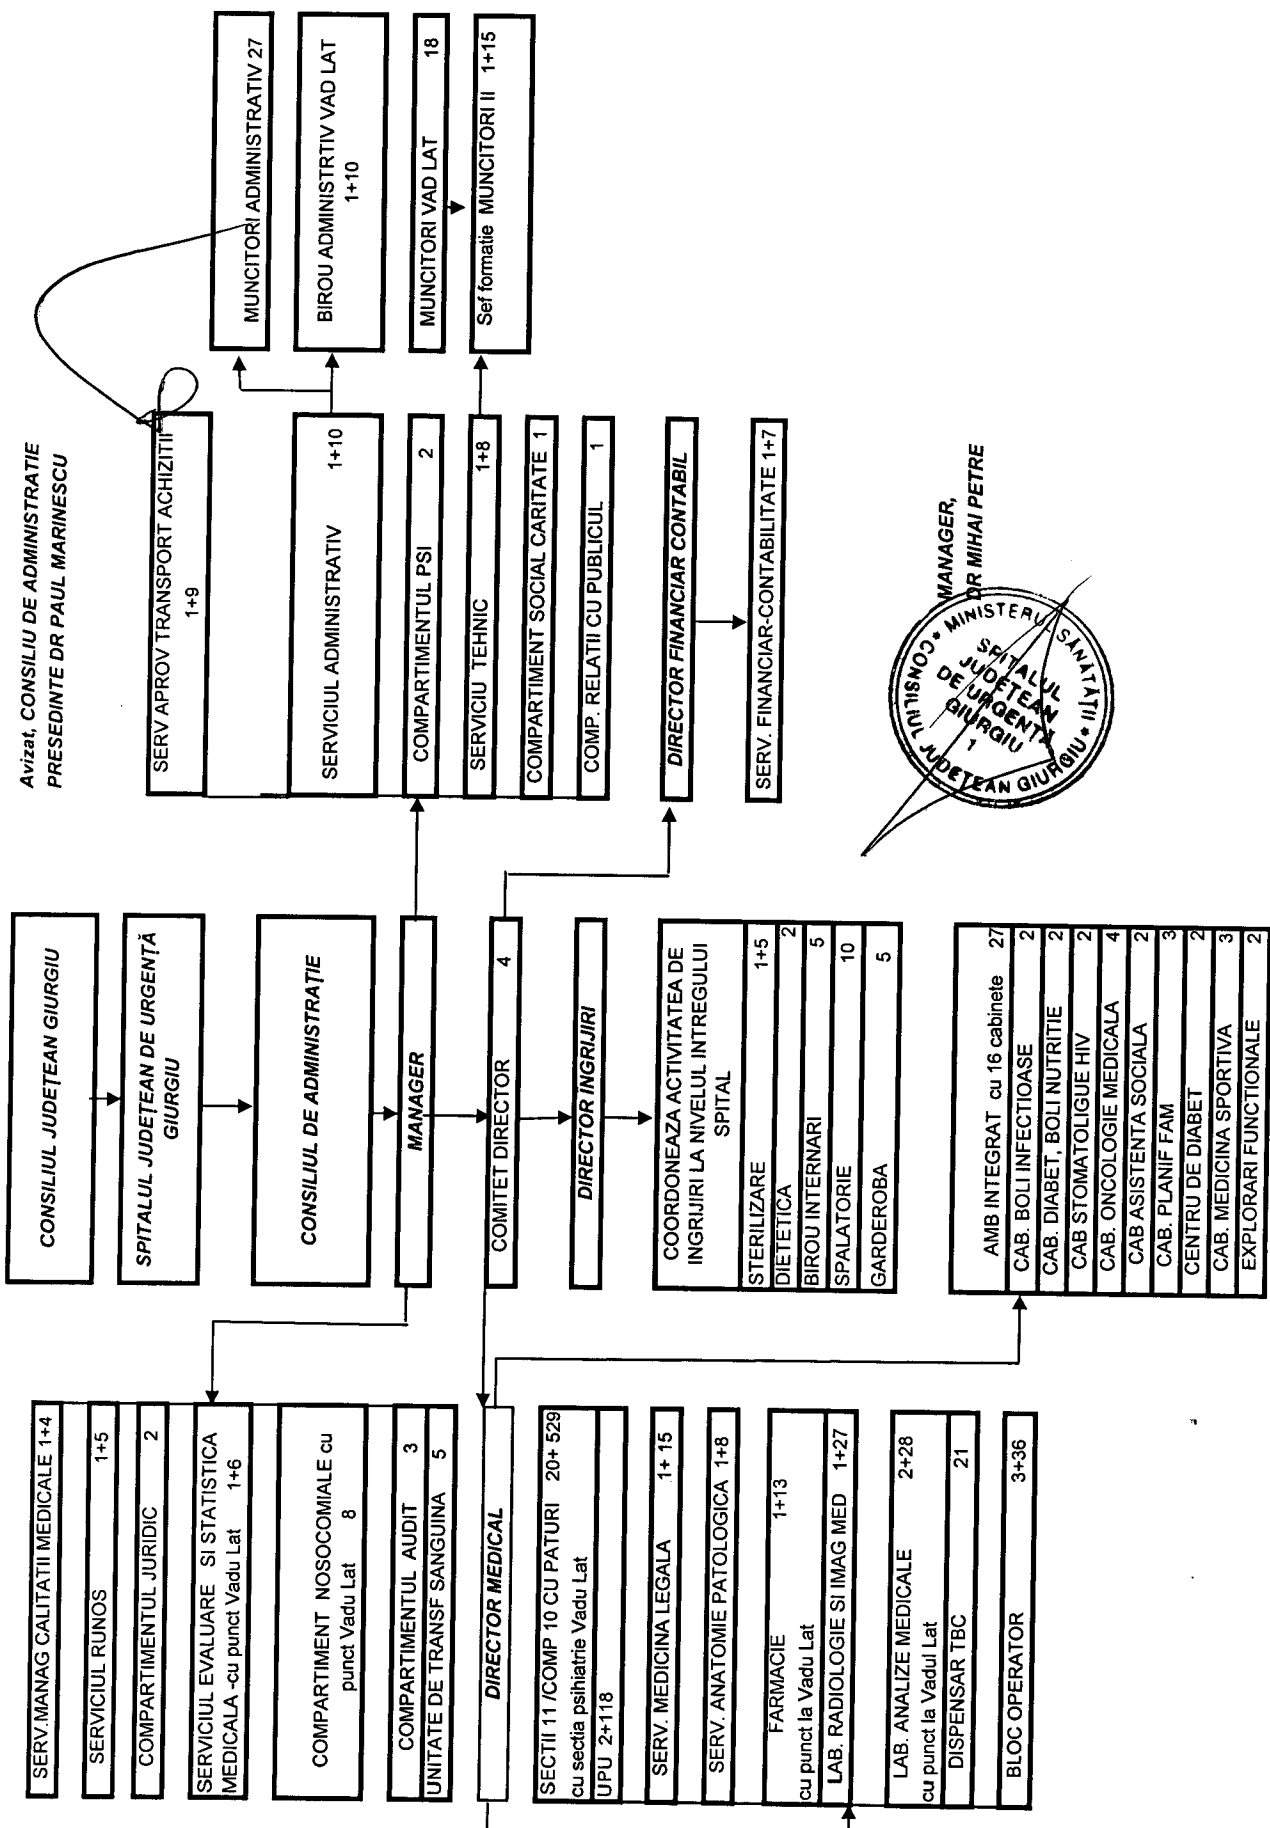 Avizat, CONSILIU DE ADMINISTRATIE
PRESEDINTE DR PAUL MARINESCU
CONSILIUL JUDEȚEAN GIURGIU
SPITALUL JUDEȚEAN DE URGENȚĂ
GIURGIU
CONSILIUL DE ADMINISTRAȚIE
MANAGER
COMITET DIRECTOR 4
DIRECTOR INGRIJIRI
COORDONEAZA ACTIVITATEA DE
INGRIJIRI LA NIVELUL INTREGULUI
SPITAL
STERILIZARE 1+5
DIETETICA 2
BIROU INTERNARI 5
SPALATORIE 10
GARDEROBA 5
AMB INTEGRAT cu 16 cabinete 27
CAB. BOLI INFECTIOASE 2
CAB. DIABET, BOLI NUTRITIE 2
CAB STOMATOLIGUE HIV 2
CAB. ONCOLOGIE MEDICALA 4
CAB ASISTENTA SOCIALA 2
CAB. PLANIF FAM 3
CENTRU DE DIABET 2
CAB. MEDICINA SPORTIVA 3
EXPLORARI FUNCTIONALE 2
SERV.MANAG CALITATII MEDICALE 1+4
SERVICIUL RUNOS 1+5
COMPARTIMENTUL JURIDIC 2
SERVICIUL EVALUARE SI STATISTICA
MEDICALA -cu punct Vadu Lat 1+6
COMPARTIMENT NOSOCOMIALE cu
punct Vadu Lat 8
COMPARTIMENTUL AUDIT 3
UNITATE DE TRANSF SANGUINA 5
DIRECTOR MEDICAL
SECTII 11 /COMP 10 CU PATURI 20+ 529
cu sectia psihiatrie Vadu Lat
UPU 2+118
SERV. MEDICINA LEGALA 1+ 15
SERV. ANATOMIE PATOLOGICA 1+8
FARMACIE 1+13
cu punct la Vadu Lat
LAB. RADIOLOGIE SI IMAG MED 1+27
LAB. ANALIZE MEDICALE 2+28
cu punct la Vadul Lat
DISPENSAR TBC 21
BLOC OPERATOR 3+36
SERV APROV TRANSPORT ACHIZITII
1+9
SERVICIUL ADMINISTRATIV 1+10
COMPARTIMENTUL PSI 2
SERVICIU TEHNIC 1+8
COMPARTIMENT SOCIAL CARITATE 1
COMP. RELATII CU PUBLICUL 1
DIRECTOR FINANCIAR CONTABIL
SERV. FINANCIAR-CONTABILITATE 1+7
MUNCITORI ADMINISTRATIV 27
BIROU ADMINISTRTIV VAD LAT
1+10
MUNCITORI VAD LAT 18
Sef formatie MUNCITORI II 1+15
MANAGER,
DR MIHAI PETRE
MINISTERUL SĂNĂTĂȚII * CONSILIUL JUDEȚEAN GIURGIU *
SPITALUL
JUDEȚEAN
DE URGENȚĂ
GIURGIU
1